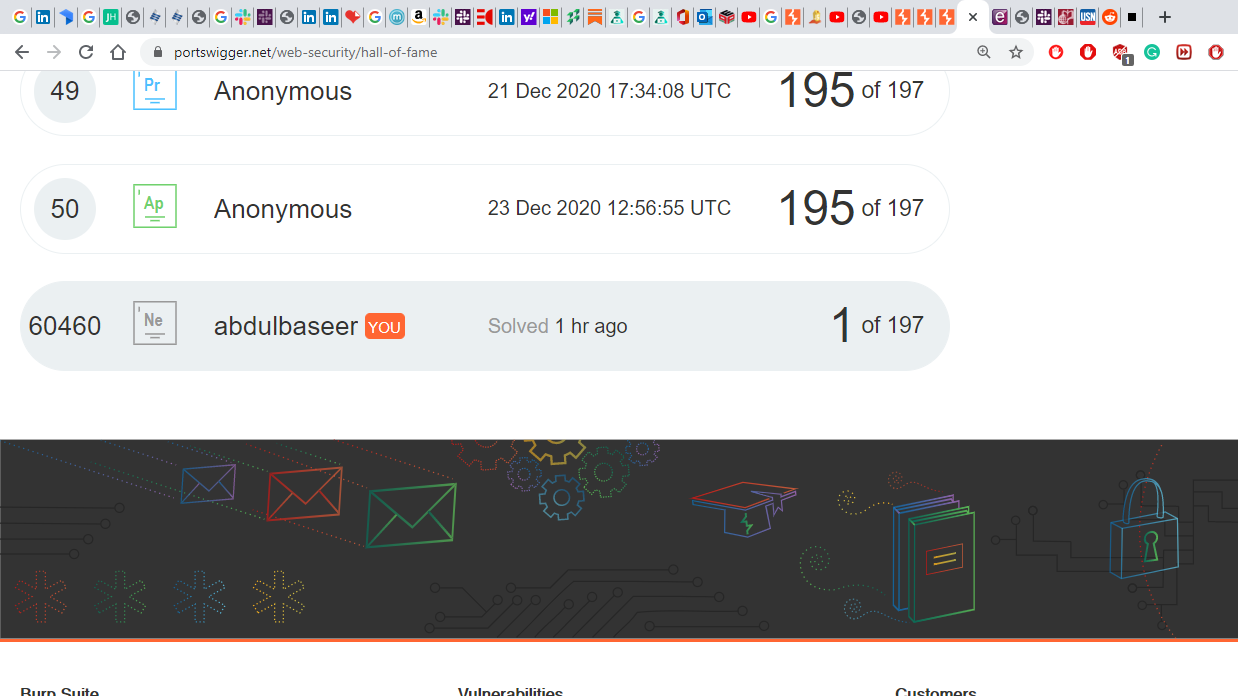 portswigger.net/web-security/hall-of-fame
1
49 Pr Anonymous 21 Dec 2020 17:34:08 UTC 195 of 197
50 Ap Anonymous 23 Dec 2020 12:56:55 UTC 195 of 197
60460 Ne abdulbaseer YOU Solved 1 hr ago 1 of 197
Burp Suite Vulnerabilities Customers